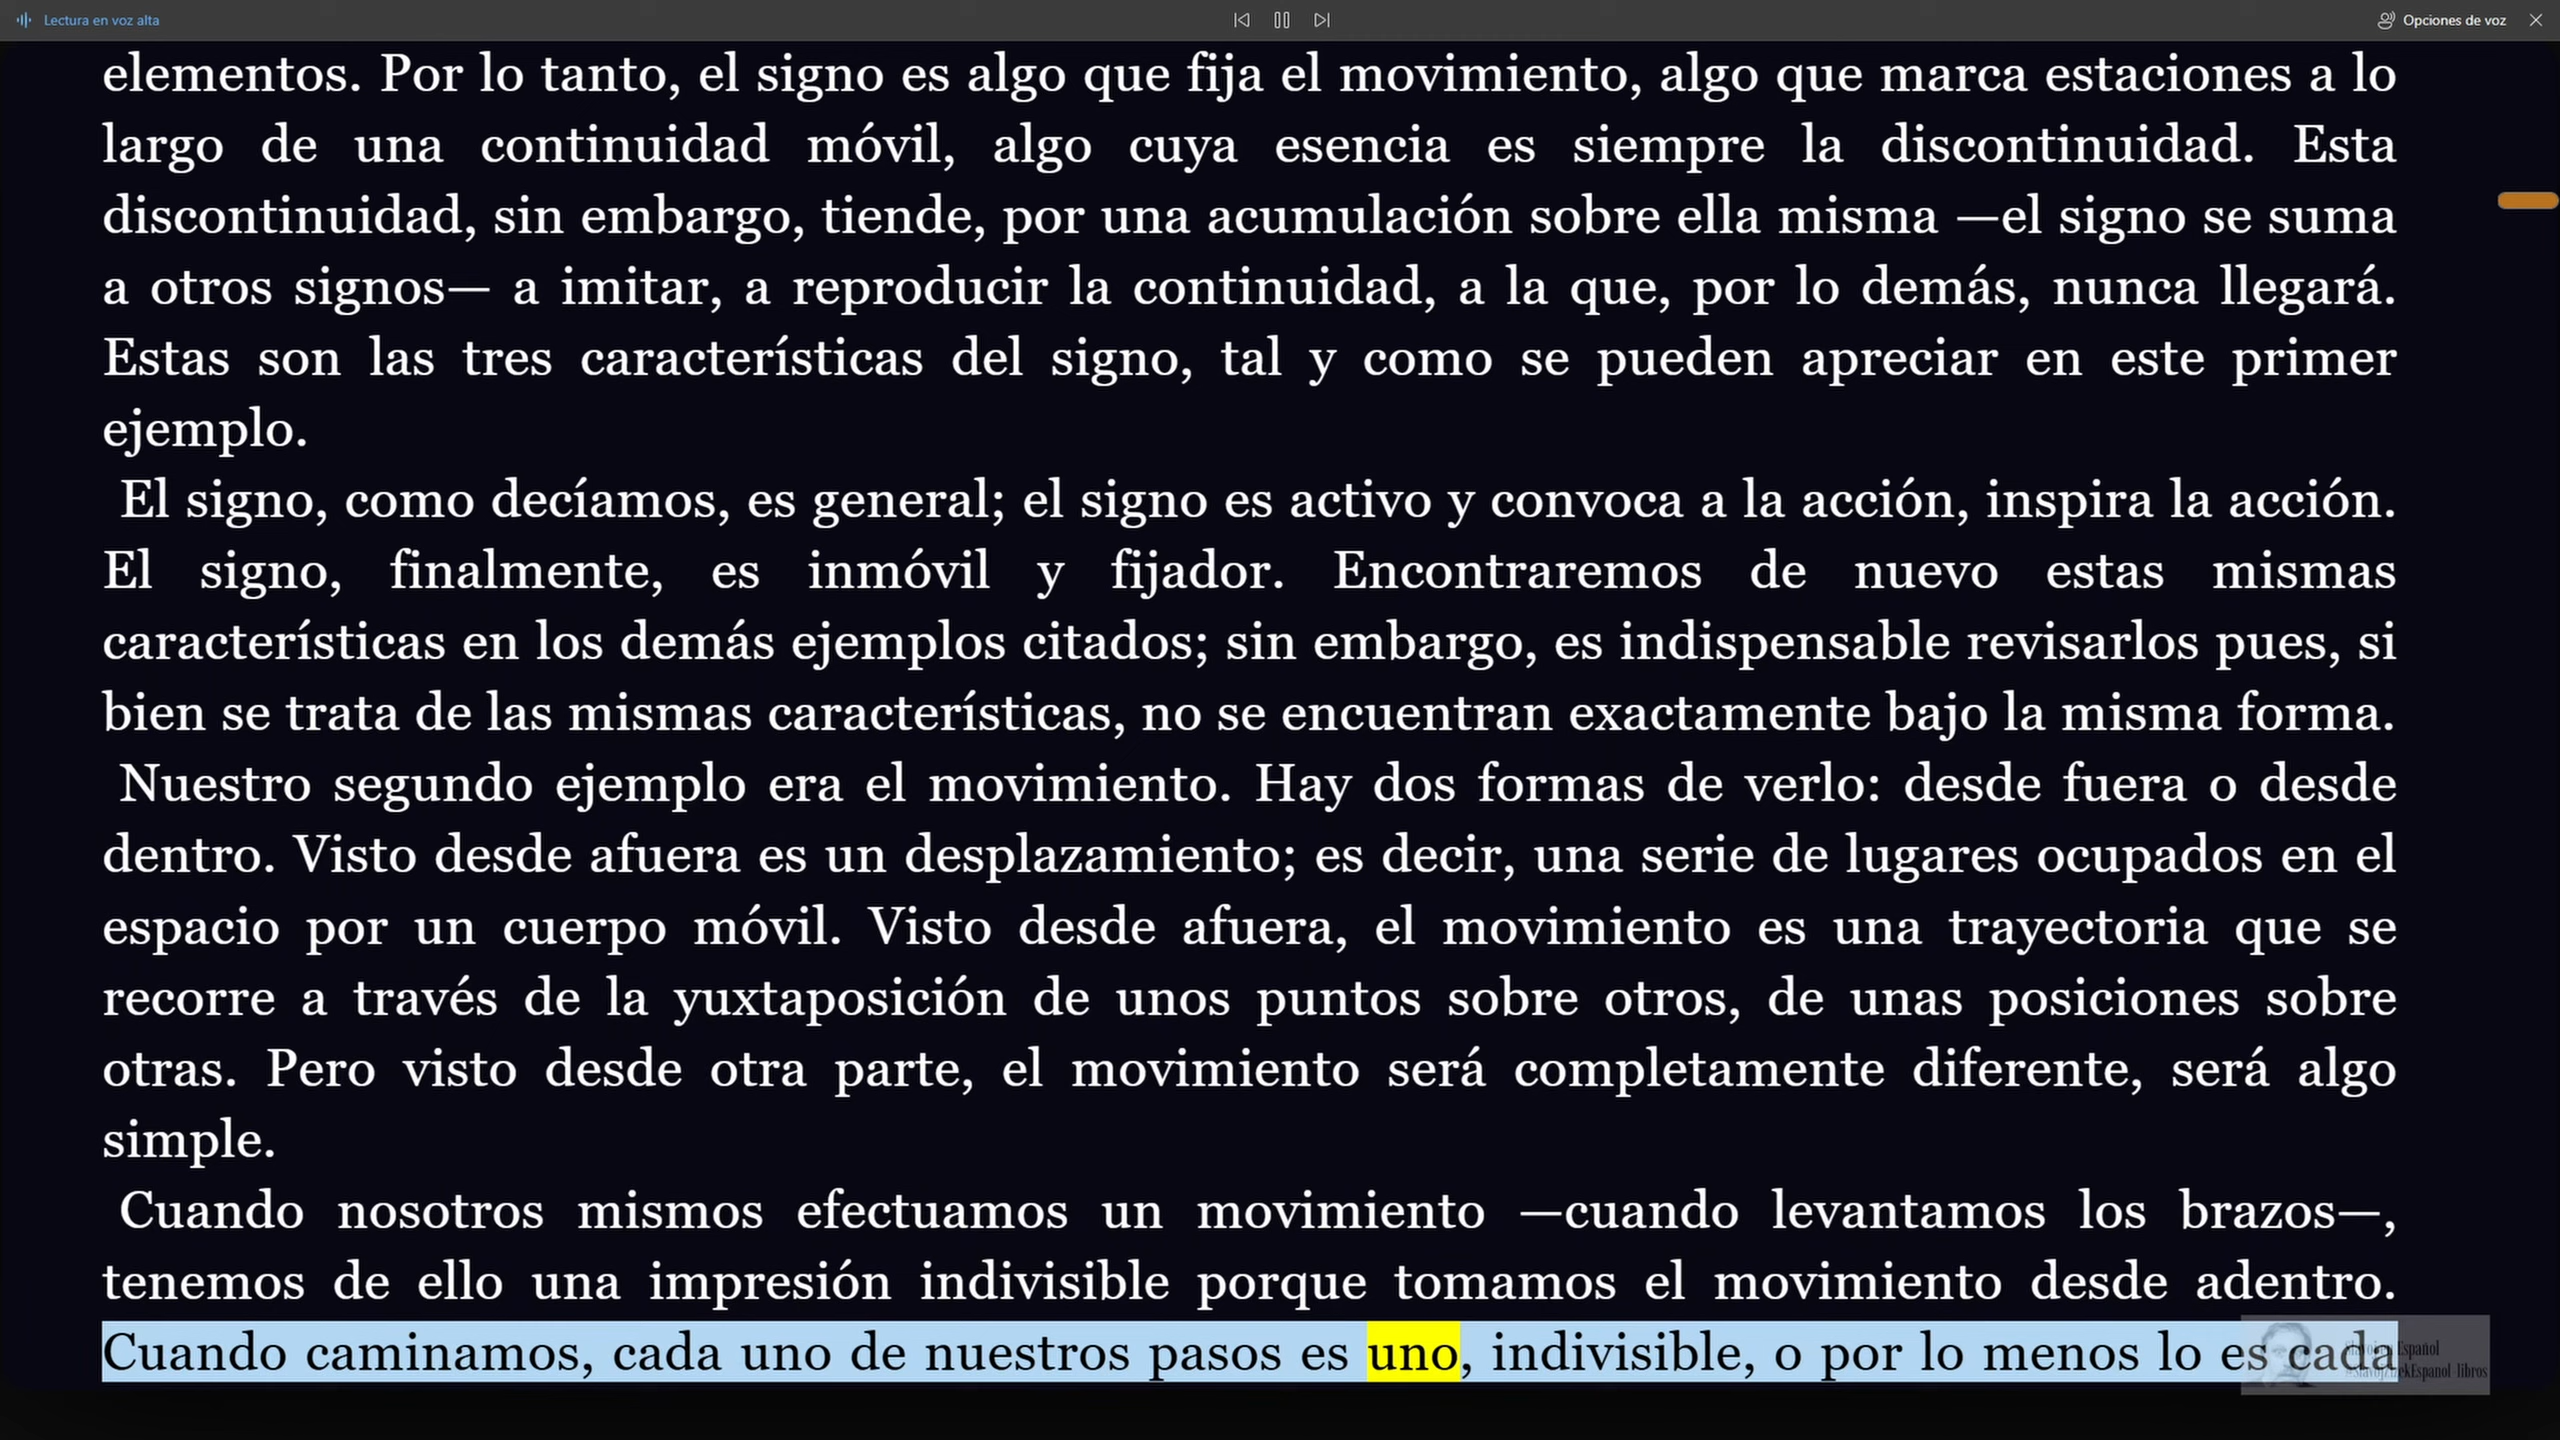 Lectura en voz alta
Opciones de voz
elementos. Por lo tanto, el signo es algo que fija el movimiento, algo que marca estaciones a lo
largo de una continuidad móvil, algo cuya esencia es siempre la discontinuidad. Esta
discontinuidad, sin embargo, tiende, por una acumulación sobre ella misma —el signo se suma
a otros signos— a imitar, a reproducir la continuidad, a la que, por lo demás, nunca llegará.
Estas son las tres características del signo, tal y como se pueden apreciar en este primer
ejemplo.
El signo, como decíamos, es general; el signo es activo y convoca a la acción, inspira la acción.
El signo, finalmente, es inmóvil y fijador. Encontraremos de nuevo estas mismas
características en los demás ejemplos citados; sin embargo, es indispensable revisarlos pues, si
bien se trata de las mismas características, no se encuentran exactamente bajo la misma forma.
Nuestro segundo ejemplo era el movimiento. Hay dos formas de verlo: desde fuera o desde
dentro. Visto desde afuera es un desplazamiento; es decir, una serie de lugares ocupados en el
espacio por un cuerpo móvil. Visto desde afuera, el movimiento es una trayectoria que se
recorre a través de la yuxtaposición de unos puntos sobre otros, de unas posiciones sobre
otras. Pero visto desde otra parte, el movimiento será completamente diferente, será algo
simple.
Cuando nosotros mismos efectuamos un movimiento —cuando levantamos los brazos—,
tenemos de ello una impresión indivisible porque tomamos el movimiento desde adentro.
Cuando caminamos, cada uno de nuestros pasos es uno, indivisible, o por lo menos lo es cada
Español